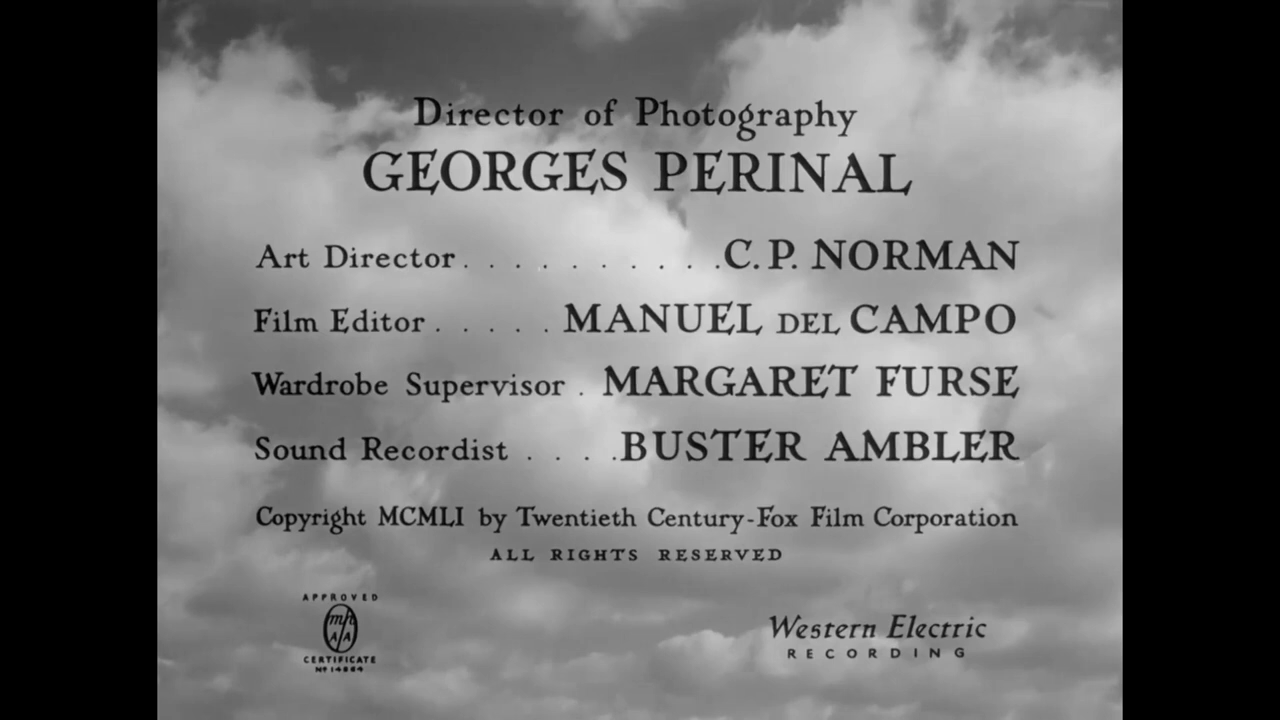 Director of Photography
GEORGES PERINAL
Art Director . . . . . . . . . . C. P. NORMAN
Film Editor . . . . . MANUEL DEL CAMPO
Wardrobe Supervisor . MARGARET FURSE
Sound Recordist . . . . BUSTER AMBLER
Copyright MCMLI by Twentieth Century-Fox Film Corporation
ALL RIGHTS RESERVED
APPROVED
CERTIFICATE
Western Electric
RECORDING